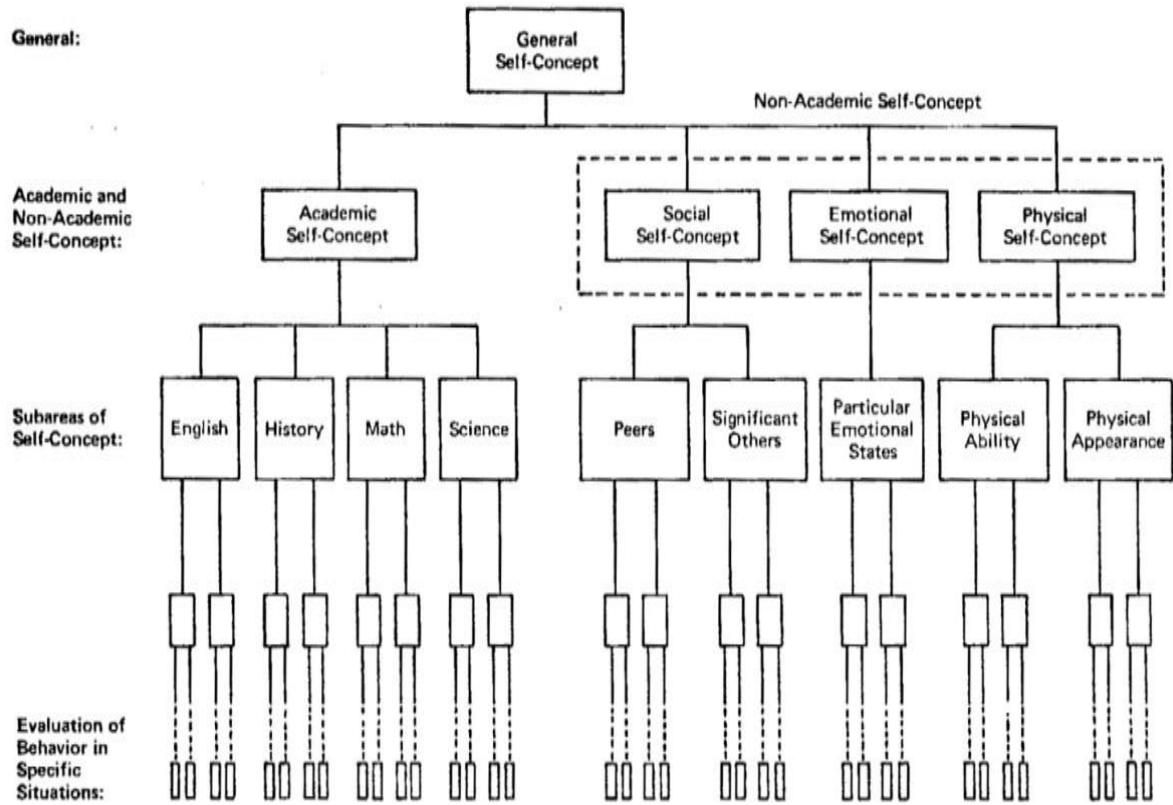 General:
General
Self-Concept
Non-Academic Self-Concept
Academic and
Non-Academic
Self-Concept:
Academic
Self-Concept
Social
Self-Concept
Emotional
Self-Concept
Physical
Self-Concept
Subareas of
Self-Concept:
English
History
Math
Science
Peers
Significant
Others
Particular
Emotional
States
Physical
Ability
Physical
Appearance
Evaluation of
Behavior in
Specific
Situations: